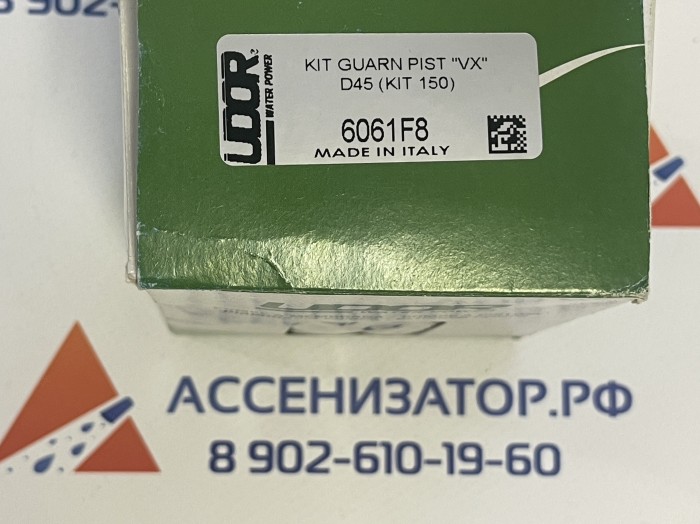 8 902-
UDOR
WATER POWER
KIT GUARN PIST "VX"
D45 (KIT 150)
6061F8
MADE IN ITALY
АССЕНИЗАТОР.РФ
8 902-610-19-60